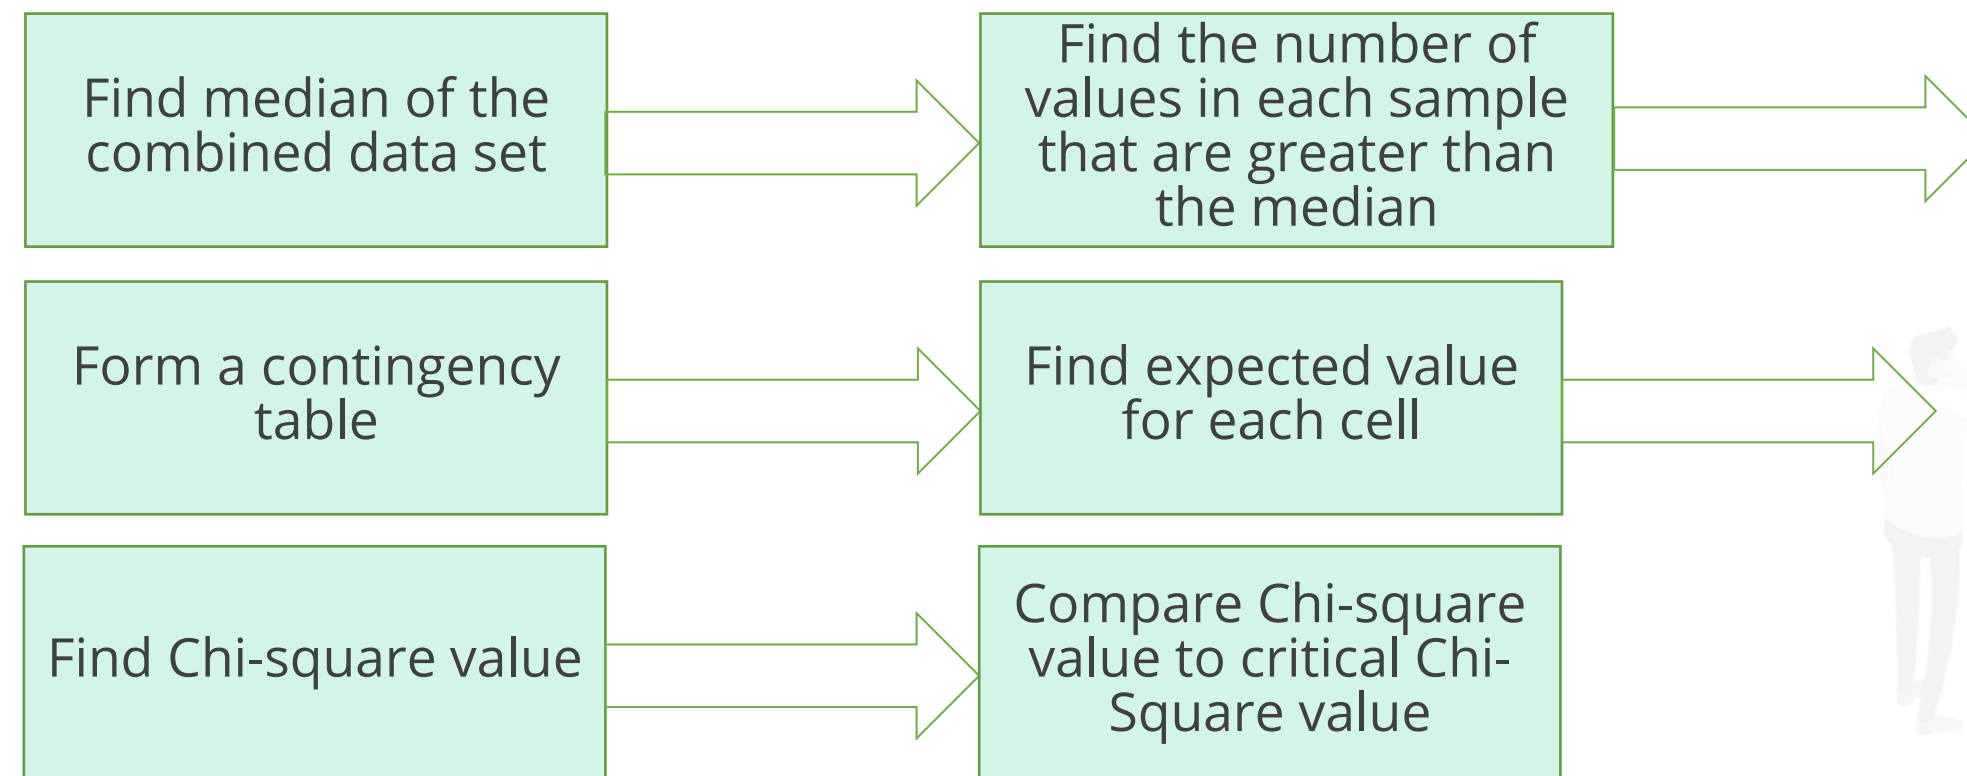 Find median of the
combined data set
Find the number of
values in each sample
that are greater than
the median
Form a contingency
table
Find expected value
for each cell
Find Chi-square value
Compare Chi-square
value to critical Chi-
Square value